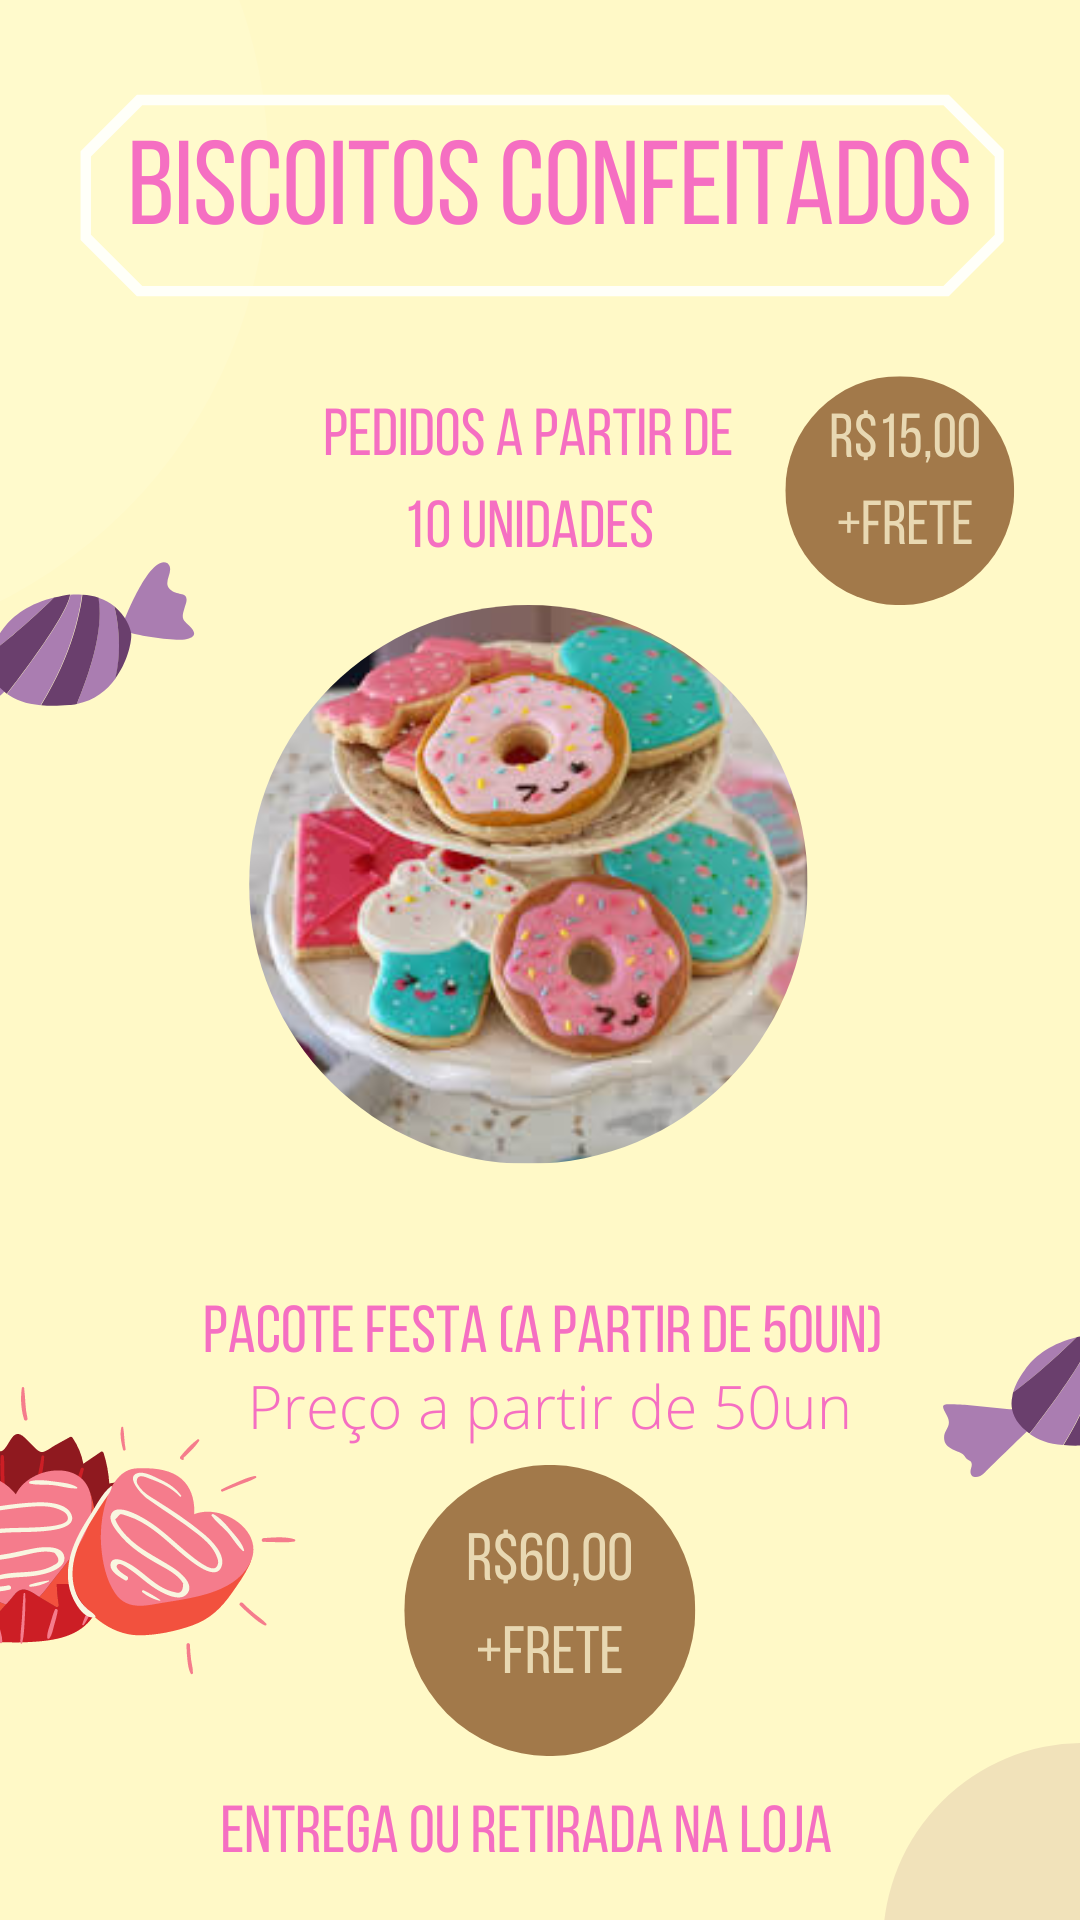 BISCOITOS CONFEITADOS
PEDIDOS A PARTIR DE
10 UNIDADES
R$15,00
+FRETE
PACOTE FESTA (A PARTIR DE 50UN)
Preço a partir de 50un
R$60,00
+FRETE
ENTREGA OU RETIRADA NA LOJA